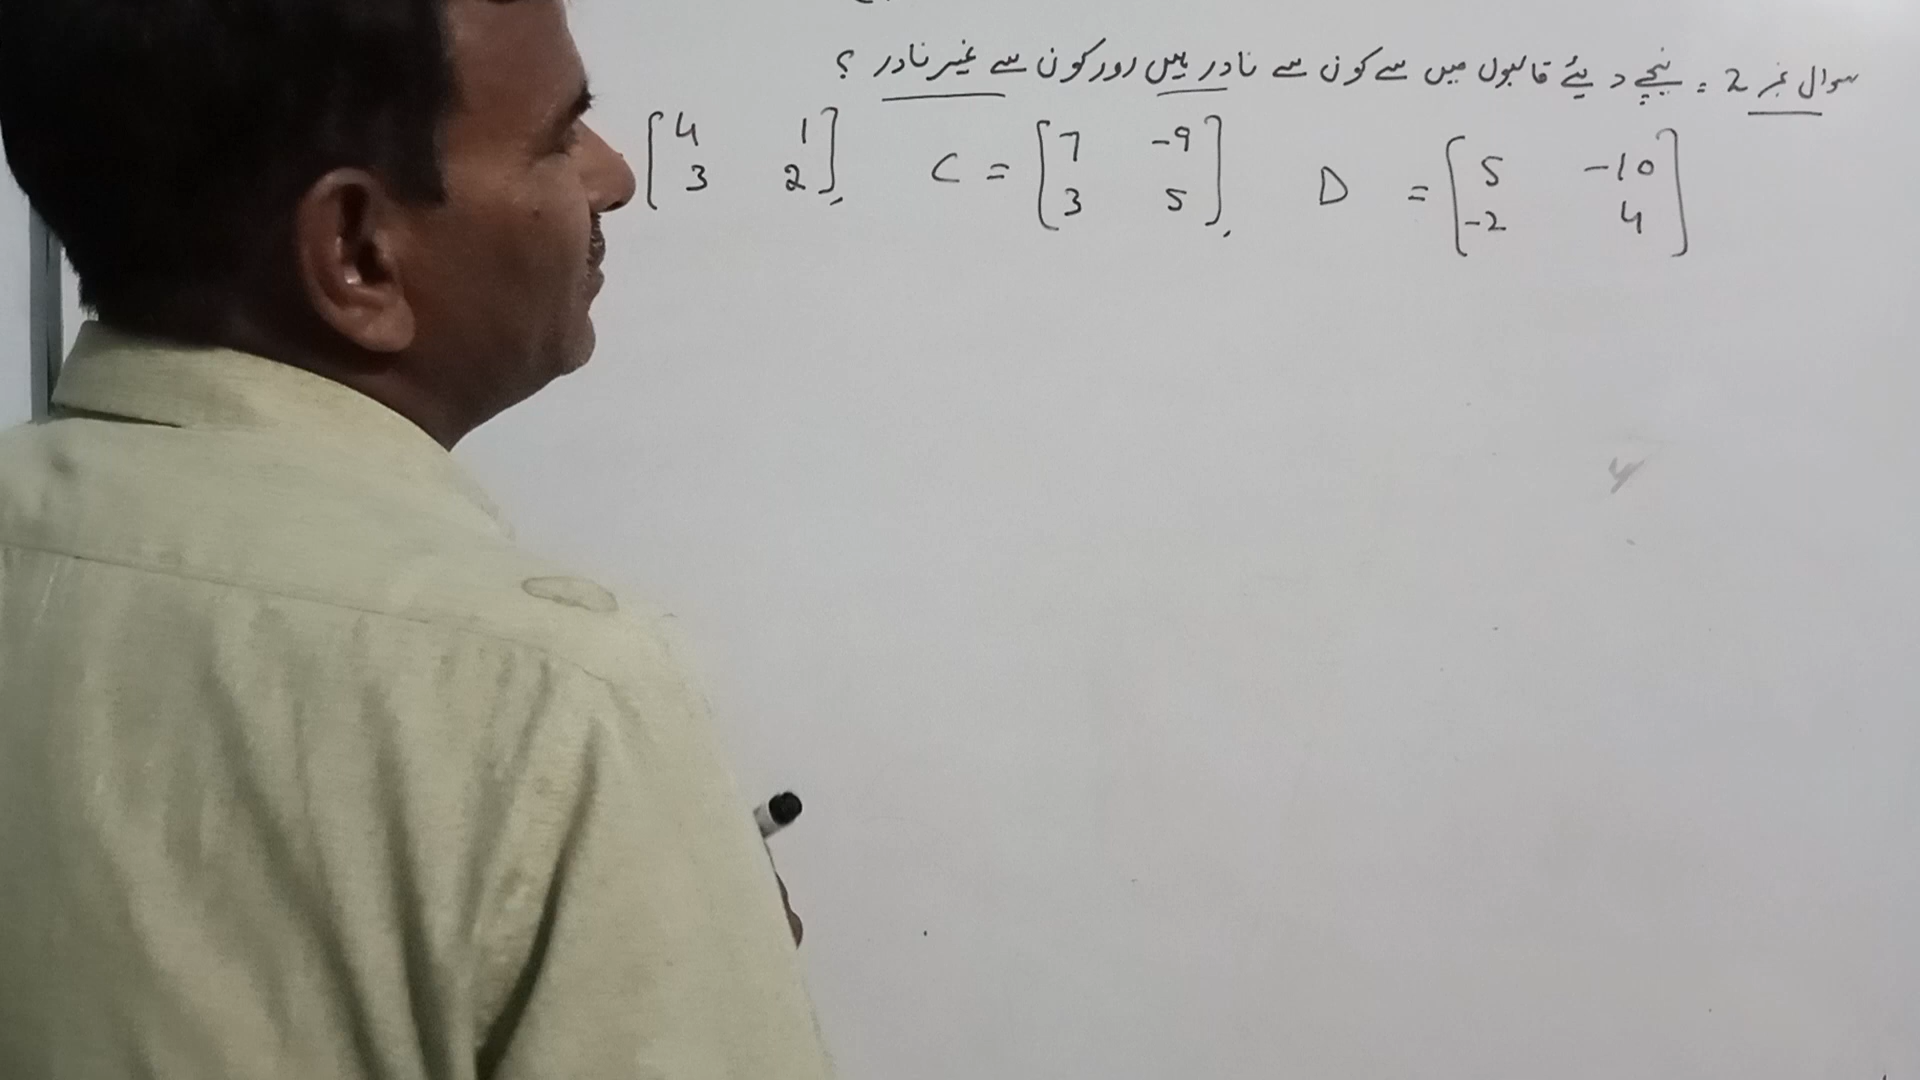 سوال نمبر 2 : نیچے دیئے قالبوں میں سے کون سے نادر ہیں اور کون سے غیر نادر ؟
[4 1] C = [7 -9] D = [5 -10]
[3 2], [3 5], [-2 4]